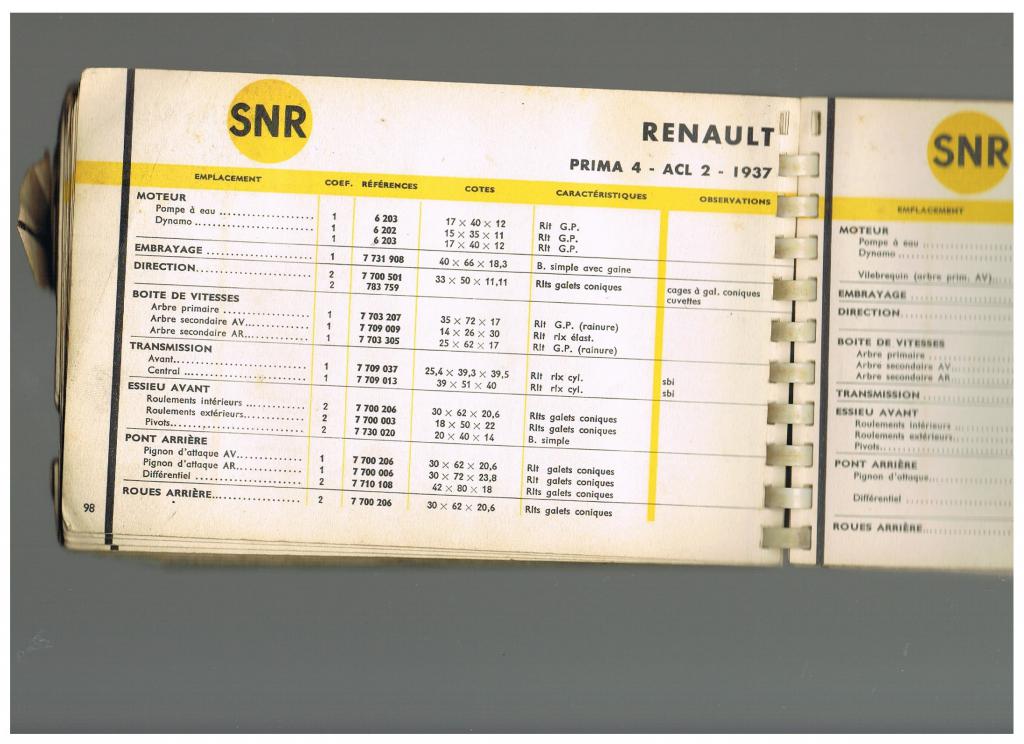 SNR
RENAULT
PRIMA 4 - ACL 2 - 1937
EMPLACEMENT COEF. RÉFÉRENCES COTES CARACTÉRISTIQUES OBSERVATIONS
MOTEUR
Pompe à eau .................... 1 6 203 17 × 40 × 12 Rlt G.P.
Dynamo ......................... 1 6 202 15 × 35 × 11 Rlt G.P.
1 6 203 17 × 40 × 12 Rlt G.P.
EMBRAYAGE ...................... 1 7 731 908 40 × 66 × 18,3 B. simple avec gaine
DIRECTION....................... 2 7 700 501 33 × 50 × 11,11 Rlts galets coniques cages à gal. coniques
2 783 759 cuvettes
BOITE DE VITESSES
Arbre primaire ................. 1 7 703 207 35 × 72 × 17 Rlt G.P. (rainure)
Arbre secondaire AV............. 1 7 709 009 14 × 26 × 30 Rlt rlx élast.
Arbre secondaire AR............. 1 7 703 305 25 × 62 × 17 Rlt G.P. (rainure)
TRANSMISSION
Avant........................... 1 7 709 037 25,4 × 39,3 × 39,5 Rlt rlx cyl. sbi
Central ........................ 1 7 709 013 39 × 51 × 40 Rlt rlx cyl. sbi
ESSIEU AVANT
Roulements intérieurs .......... 2 7 700 206 30 × 62 × 20,6 Rlts galets coniques
Roulements extérieurs........... 2 7 700 003 18 × 50 × 22 Rlts galets coniques
Pivots.......................... 2 7 730 020 20 × 40 × 14 B. simple
PONT ARRIÈRE
Pignon d'attaque AV............. 1 7 700 206 30 × 62 × 20,6 Rlt galets coniques
Pignon d'attaque AR............. 1 7 700 006 30 × 72 × 23,8 Rlt galets coniques
Différentiel ................... 2 7 710 108 42 × 80 × 18 Rlts galets coniques
ROUES ARRIÈRE................... 2 7 700 206 30 × 62 × 20,6 Rlts galets coniques
98
SNR
EMPLACEMENT
MOTEUR
Pompe à eau ....................
Dynamo .........................
Vilebrequin (arbre prim. AV)....
EMBRAYAGE ......................
DIRECTION.......................
BOITE DE VITESSES
Arbre primaire .................
Arbre secondaire AV.............
Arbre secondaire AR.............
TRANSMISSION ...................
ESSIEU AVANT
Roulements intérieurs ..........
Roulements extérieurs...........
Pivots..........................
PONT ARRIÈRE
Pignon d'attaque................
Différentiel ...................
ROUES ARRIÈRE...................